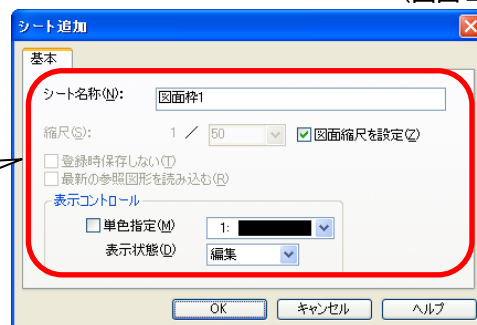 シート追加
基本
シート名称(N): 図面枠1
縮尺(S): 1 / 50 図面縮尺を設定(Z)
登録時保存しない(T)
最新の参照図形を読み込む(R)
表示コントロール
単色指定(M) 1:
表示状態(D) 編集
OK キャンセル ヘルプ